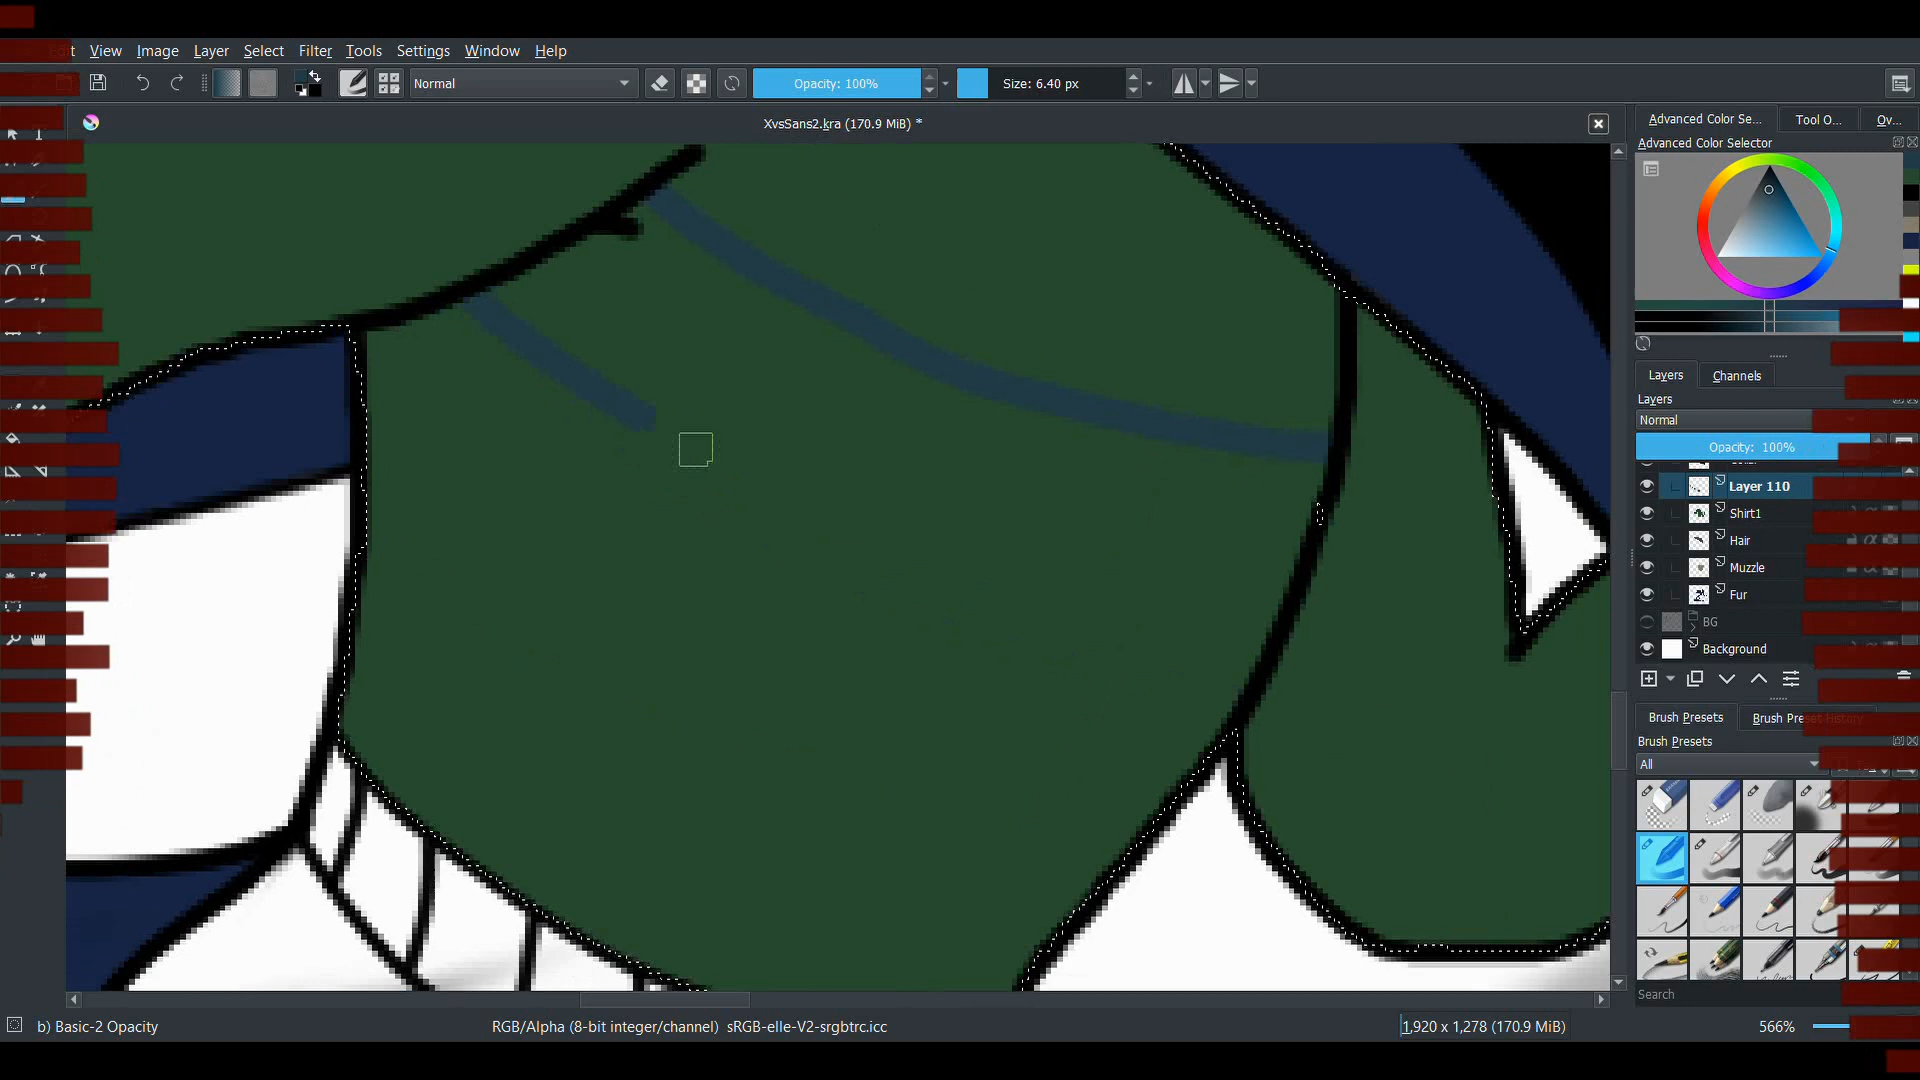 View Image Layer Select Filter Tools Settings Window Help
Normal
Opacity: 100%
Size: 6.40 px
XvsSans2.kra (170.9 MiB) *
Advanced Color Se... Tool O... Ov...
Advanced Color Selector
Layers Channels
Layers
Normal
Opacity: 100%
Layer 110
Shirt1
Hair
Muzzle
Fur
BG
Background
Brush Presets Brush Preset History
Brush Presets
All
Search
b) Basic-2 Opacity RGB/Alpha (8-bit integer/channel) sRGB-elle-V2-srgbtrc.icc 1,920 x 1,278 (170.9 MiB) 566%